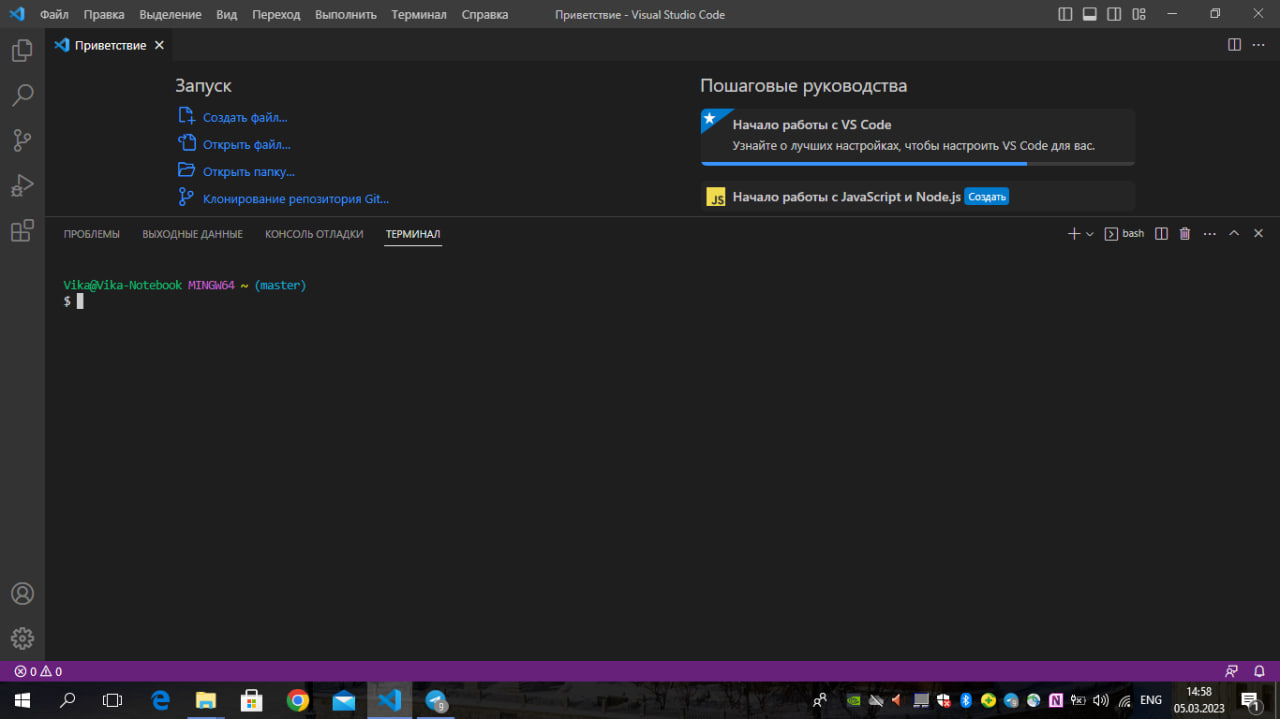 Файл Правка Выделение Вид Переход Выполнить Терминал Справка Приветствие - Visual Studio Code
Приветствие
Запуск
Создать файл...
Открыть файл...
Открыть папку...
Клонирование репозитория Git...
Пошаговые руководства
Начало работы с VS Code
Узнайте о лучших настройках, чтобы настроить VS Code для вас.
JS Начало работы с JavaScript и Node.js Создать
ПРОБЛЕМЫ ВЫХОДНЫЕ ДАННЫЕ КОНСОЛЬ ОТЛАДКИ ТЕРМИНАЛ bash
Vika@Vika-Notebook MINGW64 ~ (master)
$
0 0
9 ENG 14:58
05.03.2023 1